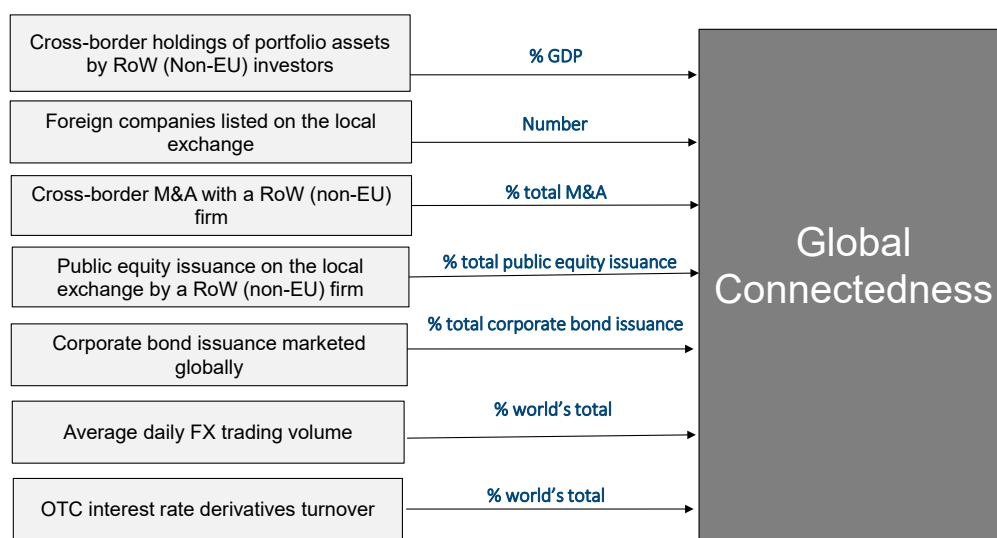 Cross-border holdings of portfolio assets
by RoW (Non-EU) investors
% GDP
Foreign companies listed on the local
exchange
Number
Cross-border M&A with a RoW (non-EU)
firm
% total M&A
Public equity issuance on the local
exchange by a RoW (non-EU) firm
% total public equity issuance
Corporate bond issuance marketed
globally
% total corporate bond issuance
Average daily FX trading volume
% world's total
OTC interest rate derivatives turnover
% world's total
Global
Connectedness